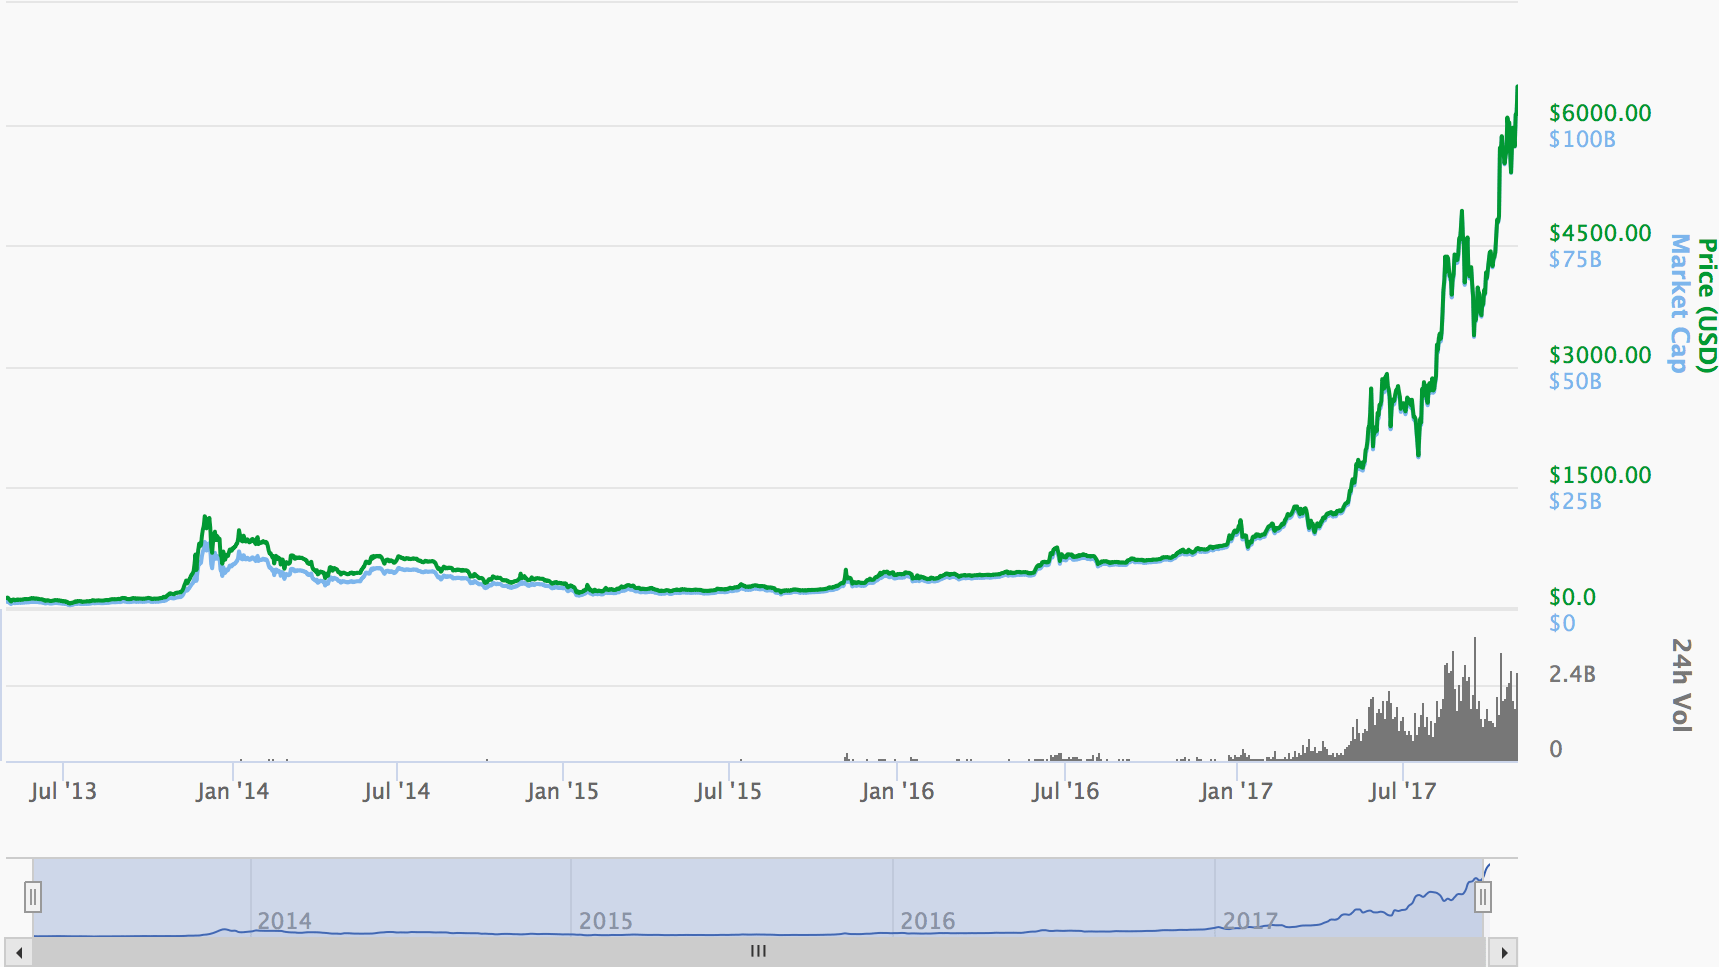 $6000.00
$100B
$4500.00
$75B
$3000.00
$50B
$1500.00
$25B
$0.0
$0
Price (USD)
Market Cap
2.4B
0
24h Vol
Jul '13 Jan '14 Jul '14 Jan '15 Jul '15 Jan '16 Jul '16 Jan '17 Jul '17
2014 2015 2016 2017